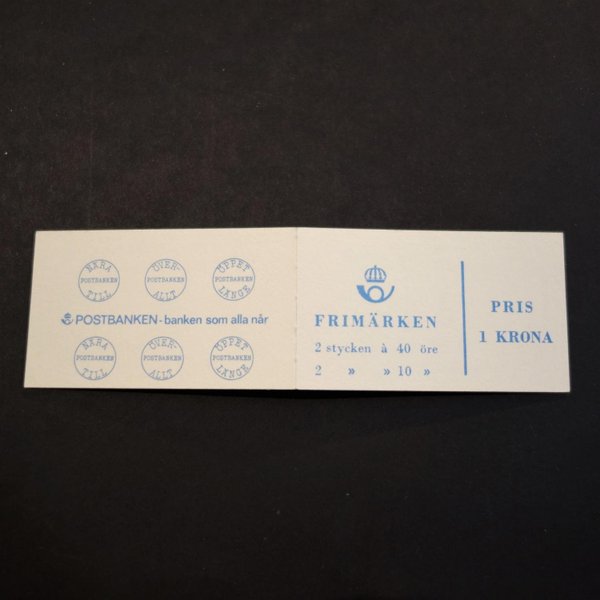 NÄRA
POSTBANKEN
TILL
ÖVER-
POSTBANKEN
ALLT
ÖPPET
POSTBANKEN
LÄNGE
POSTBANKEN - banken som alla når
NÄRA
POSTBANKEN
TILL
ÖVER-
POSTBANKEN
ALLT
ÖPPET
POSTBANKEN
LÄNGE
FRIMÄRKEN
2 stycken à 40 öre
2 » » 10 »
PRIS
1 KRONA